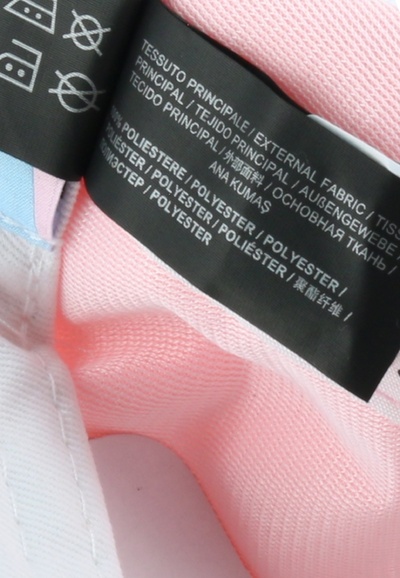 TESSUTO PRINCIPALE / EXTERNAL FABRIC / TISS
PRINCIPAL / TEJIDO PRINCIPAL / AUßENGEWEBE /
TECIDO PRINCIPAL / 外部面料 / ОСНОВНАЯ ТКАНЬ /
ANA KUMAŞ
100% POLIESTERE / POLYESTER / POLYESTER /
POLIÉSTER / POLYESTER / POLIÉSTER / 聚酯纤维 /
ПОЛИЭСТЕР / POLYESTER